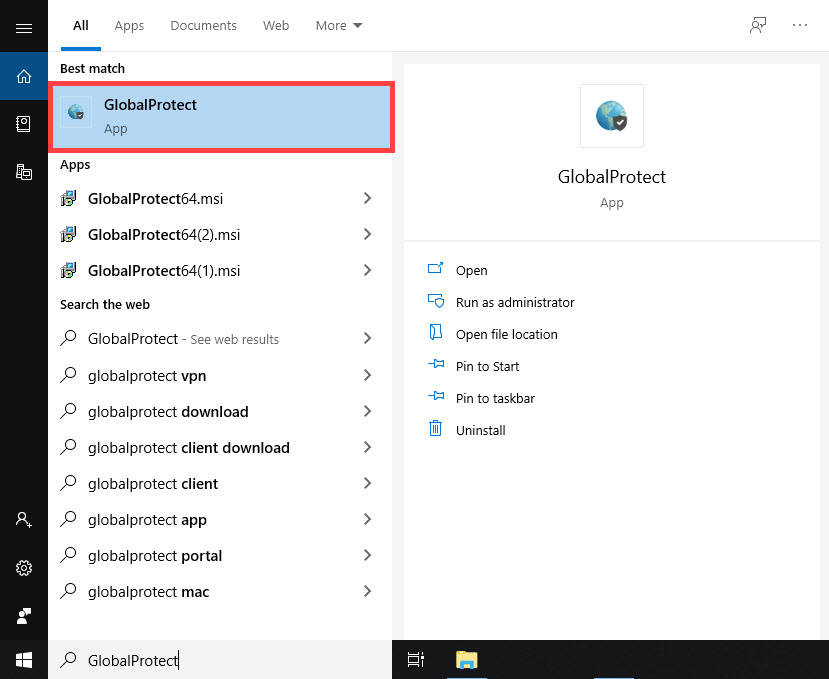 All Apps Documents Web More
Best match
GlobalProtect
App
Apps
GlobalProtect64.msi
GlobalProtect64(2).msi
GlobalProtect64(1).msi
Search the web
GlobalProtect - See web results
globalprotect vpn
globalprotect download
globalprotect client download
globalprotect client
globalprotect app
globalprotect portal
globalprotect mac
GlobalProtect
GlobalProtect
App
Open
Run as administrator
Open file location
Pin to Start
Pin to taskbar
Uninstall